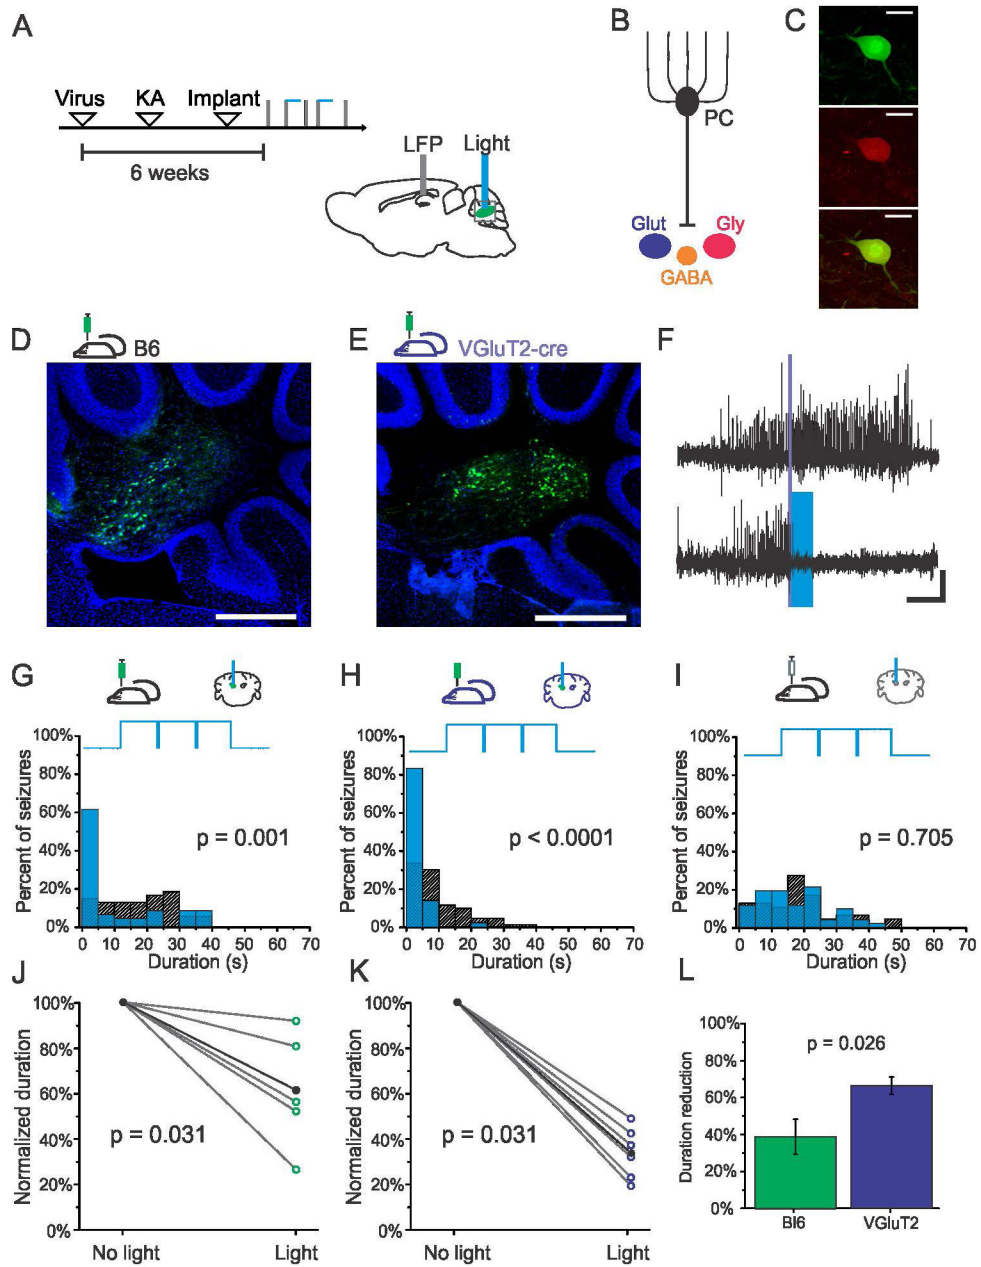 A
B
C
Virus
KA
Implant
6 weeks
LFP
Light
PC
Glut
Gly
GABA
D
B6
E
VGluT2-cre
F
G
H
I
100%
80%
60%
40%
20%
0%
Percent of seizures
p = 0.001
0 10 20 30 40 50 60 70
Duration (s)
100%
80%
60%
40%
20%
0%
Percent of seizures
p < 0.0001
0 10 20 30 40 50 60 70
Duration (s)
100%
80%
60%
40%
20%
0%
Percent of seizures
p = 0.705
0 10 20 30 40 50 60 70
Duration (s)
J
K
L
100%
80%
60%
40%
20%
0%
Normalized duration
p = 0.031
No light
Light
100%
80%
60%
40%
20%
0%
Normalized duration
p = 0.031
No light
Light
100%
80%
60%
40%
20%
0%
Duration reduction
p = 0.026
Bl6
VGluT2